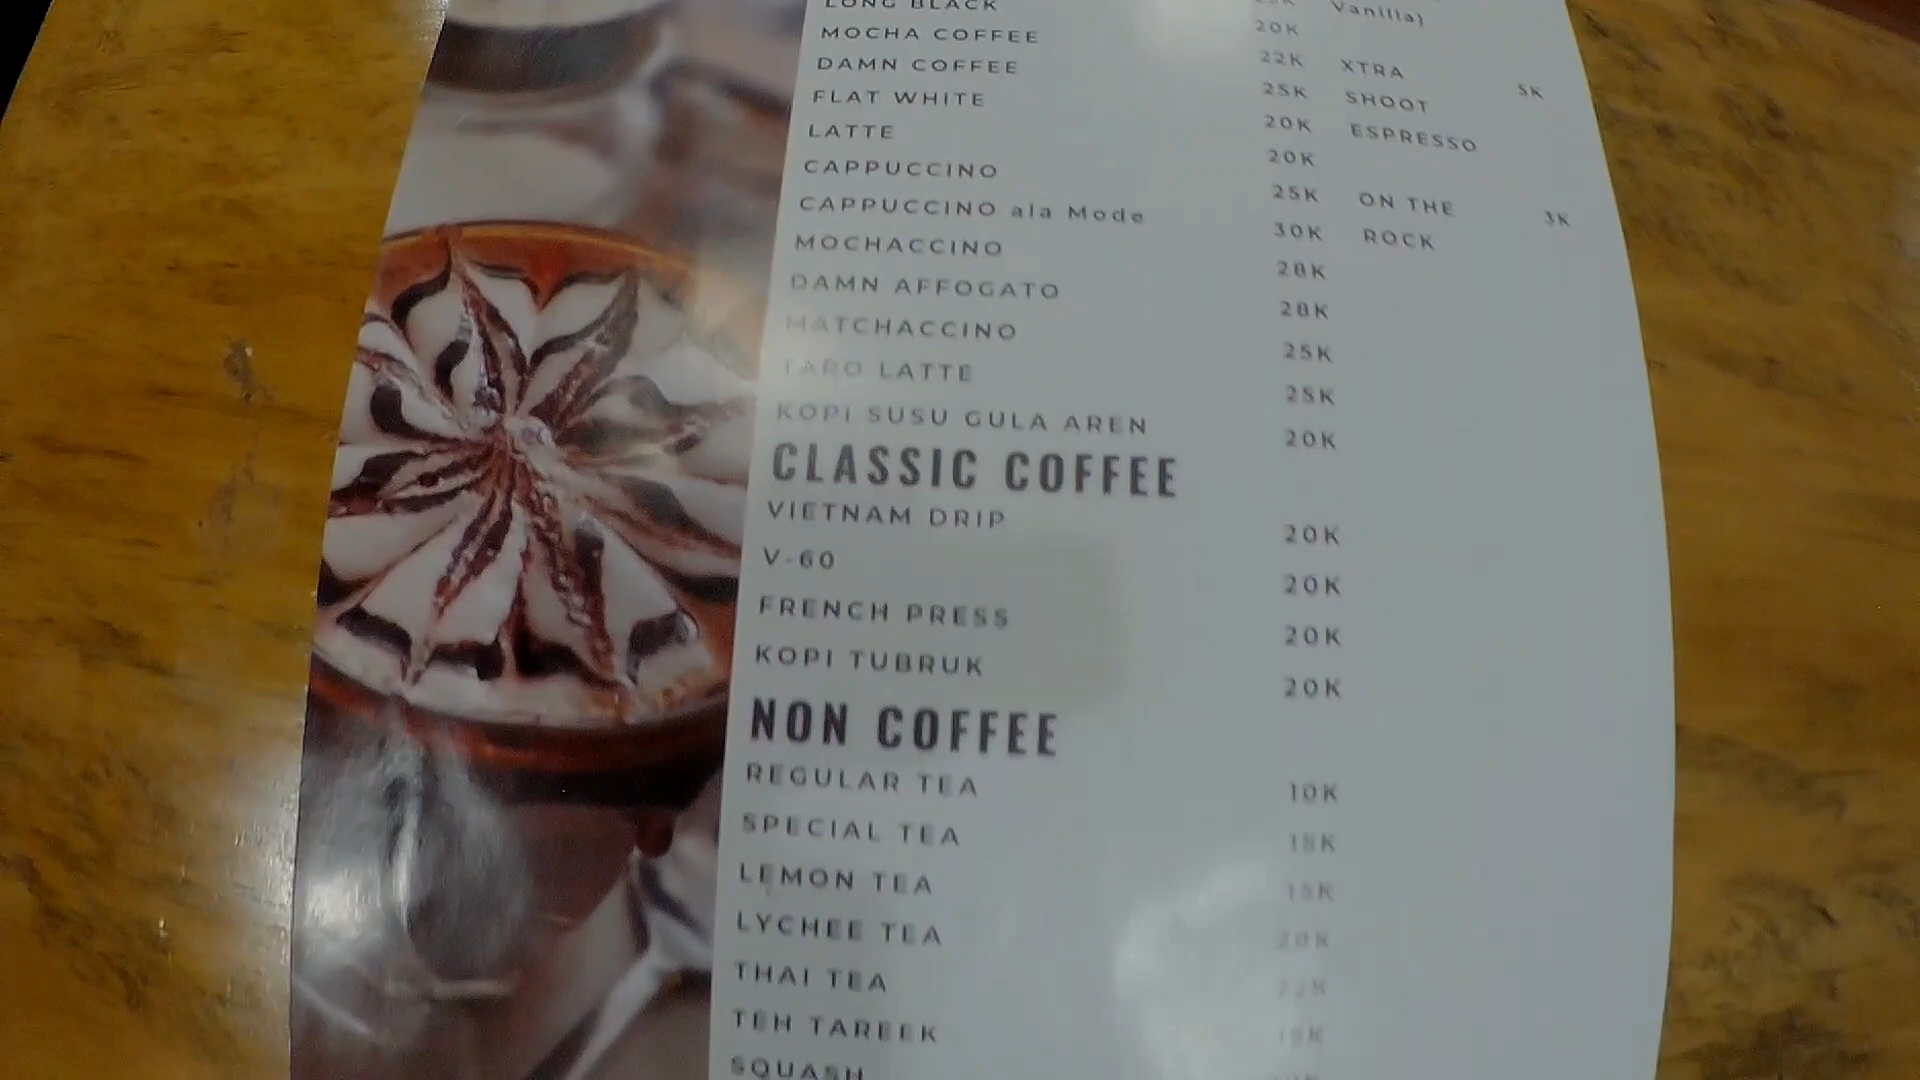 Vanilla)
LONG BLACK 20K
MOCHA COFFEE 22K
DAMN COFFEE 25K
FLAT WHITE 20K
LATTE 20K
CAPPUCCINO 25K
CAPPUCCINO ala Mode 30K
MOCHACCINO 28K
DAMN AFFOGATO 28K
MATCHACCINO 25K
TARO LATTE 25K
KOPI SUSU GULA AREN 20K
XTRA
SHOOT 5K
ESPRESSO
ON THE 3K
ROCK
CLASSIC COFFEE
VIETNAM DRIP 20K
V-60 20K
FRENCH PRESS 20K
KOPI TUBRUK 20K
NON COFFEE
REGULAR TEA 10K
SPECIAL TEA 15K
LEMON TEA 15K
LYCHEE TEA 20K
THAI TEA
TEH TAREEK
SQUASH